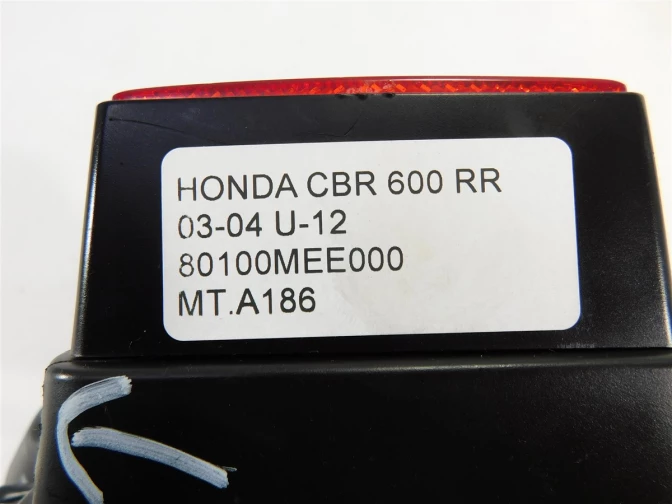 HONDA CBR 600 RR
03-04 U-12
80100MEE000
MT.A186